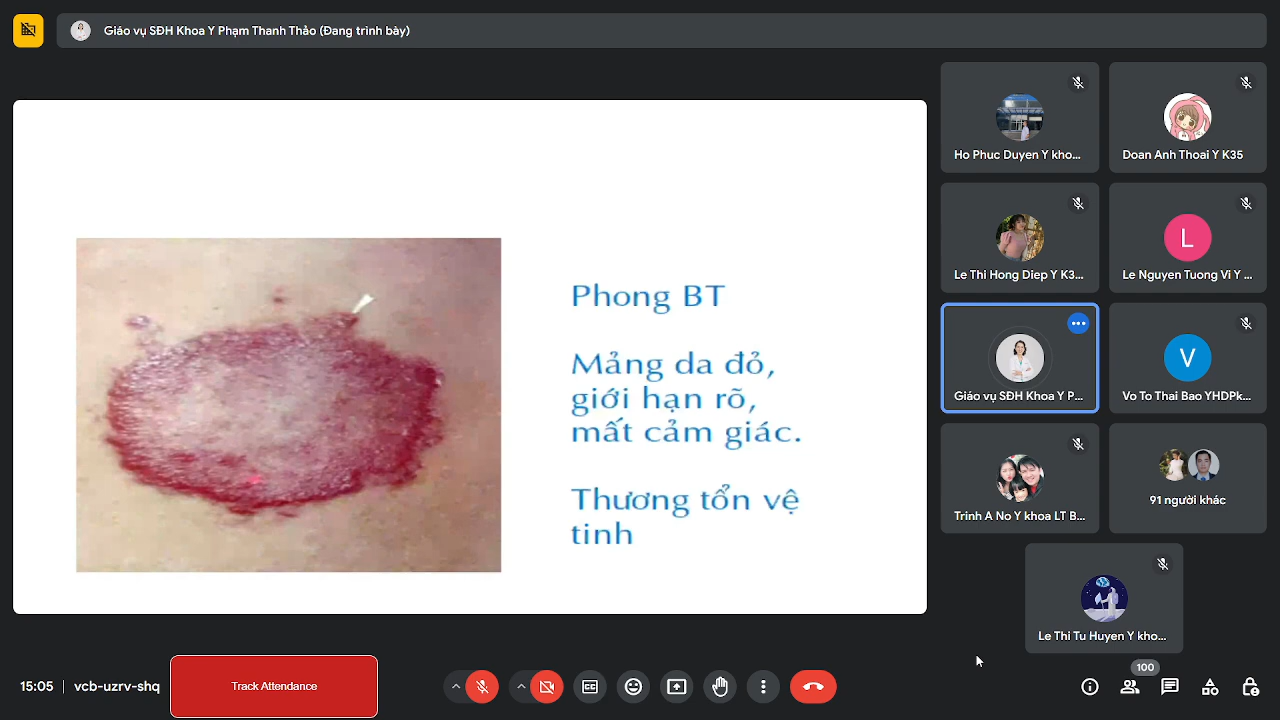 Giáo vụ SĐH Khoa Y Phạm Thanh Thảo (Đang trình bày)
Phong BT
Mảng da đỏ,
giới hạn rõ,
mất cảm giác.
Thương tổn vệ
tinh
Ho Phuc Duyen Y kho...
Doan Anh Thoai Y K35
Le Thi Hong Diep Y K3...
L
Le Nguyen Tuong Vi Y ...
Giáo vụ SĐH Khoa Y P...
V
Vo To Thai Bao YHDPk...
Trinh A No Y khoa LT B...
91 người khác
Le Thi Tu Huyen Y kho...
15:05
vcb-uzrv-shq
Track Attendance
100